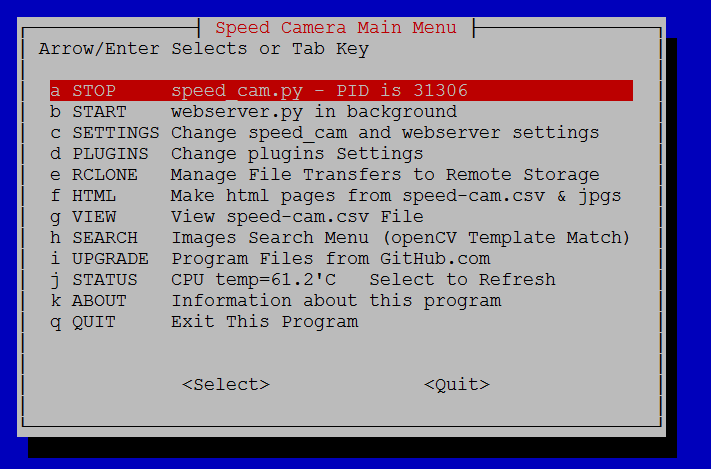 Speed Camera Main Menu
Arrow/Enter Selects or Tab Key
a STOP speed_cam.py - PID is 31306
b START webserver.py in background
c SETTINGS Change speed_cam and webserver settings
d PLUGINS Change plugins Settings
e RCLONE Manage File Transfers to Remote Storage
f HTML Make html pages from speed-cam.csv & jpgs
g VIEW View speed-cam.csv File
h SEARCH Images Search Menu (openCV Template Match)
i UPGRADE Program Files from GitHub.com
j STATUS CPU temp=61.2'C Select to Refresh
k ABOUT Information about this program
q QUIT Exit This Program
<Select> <Quit>